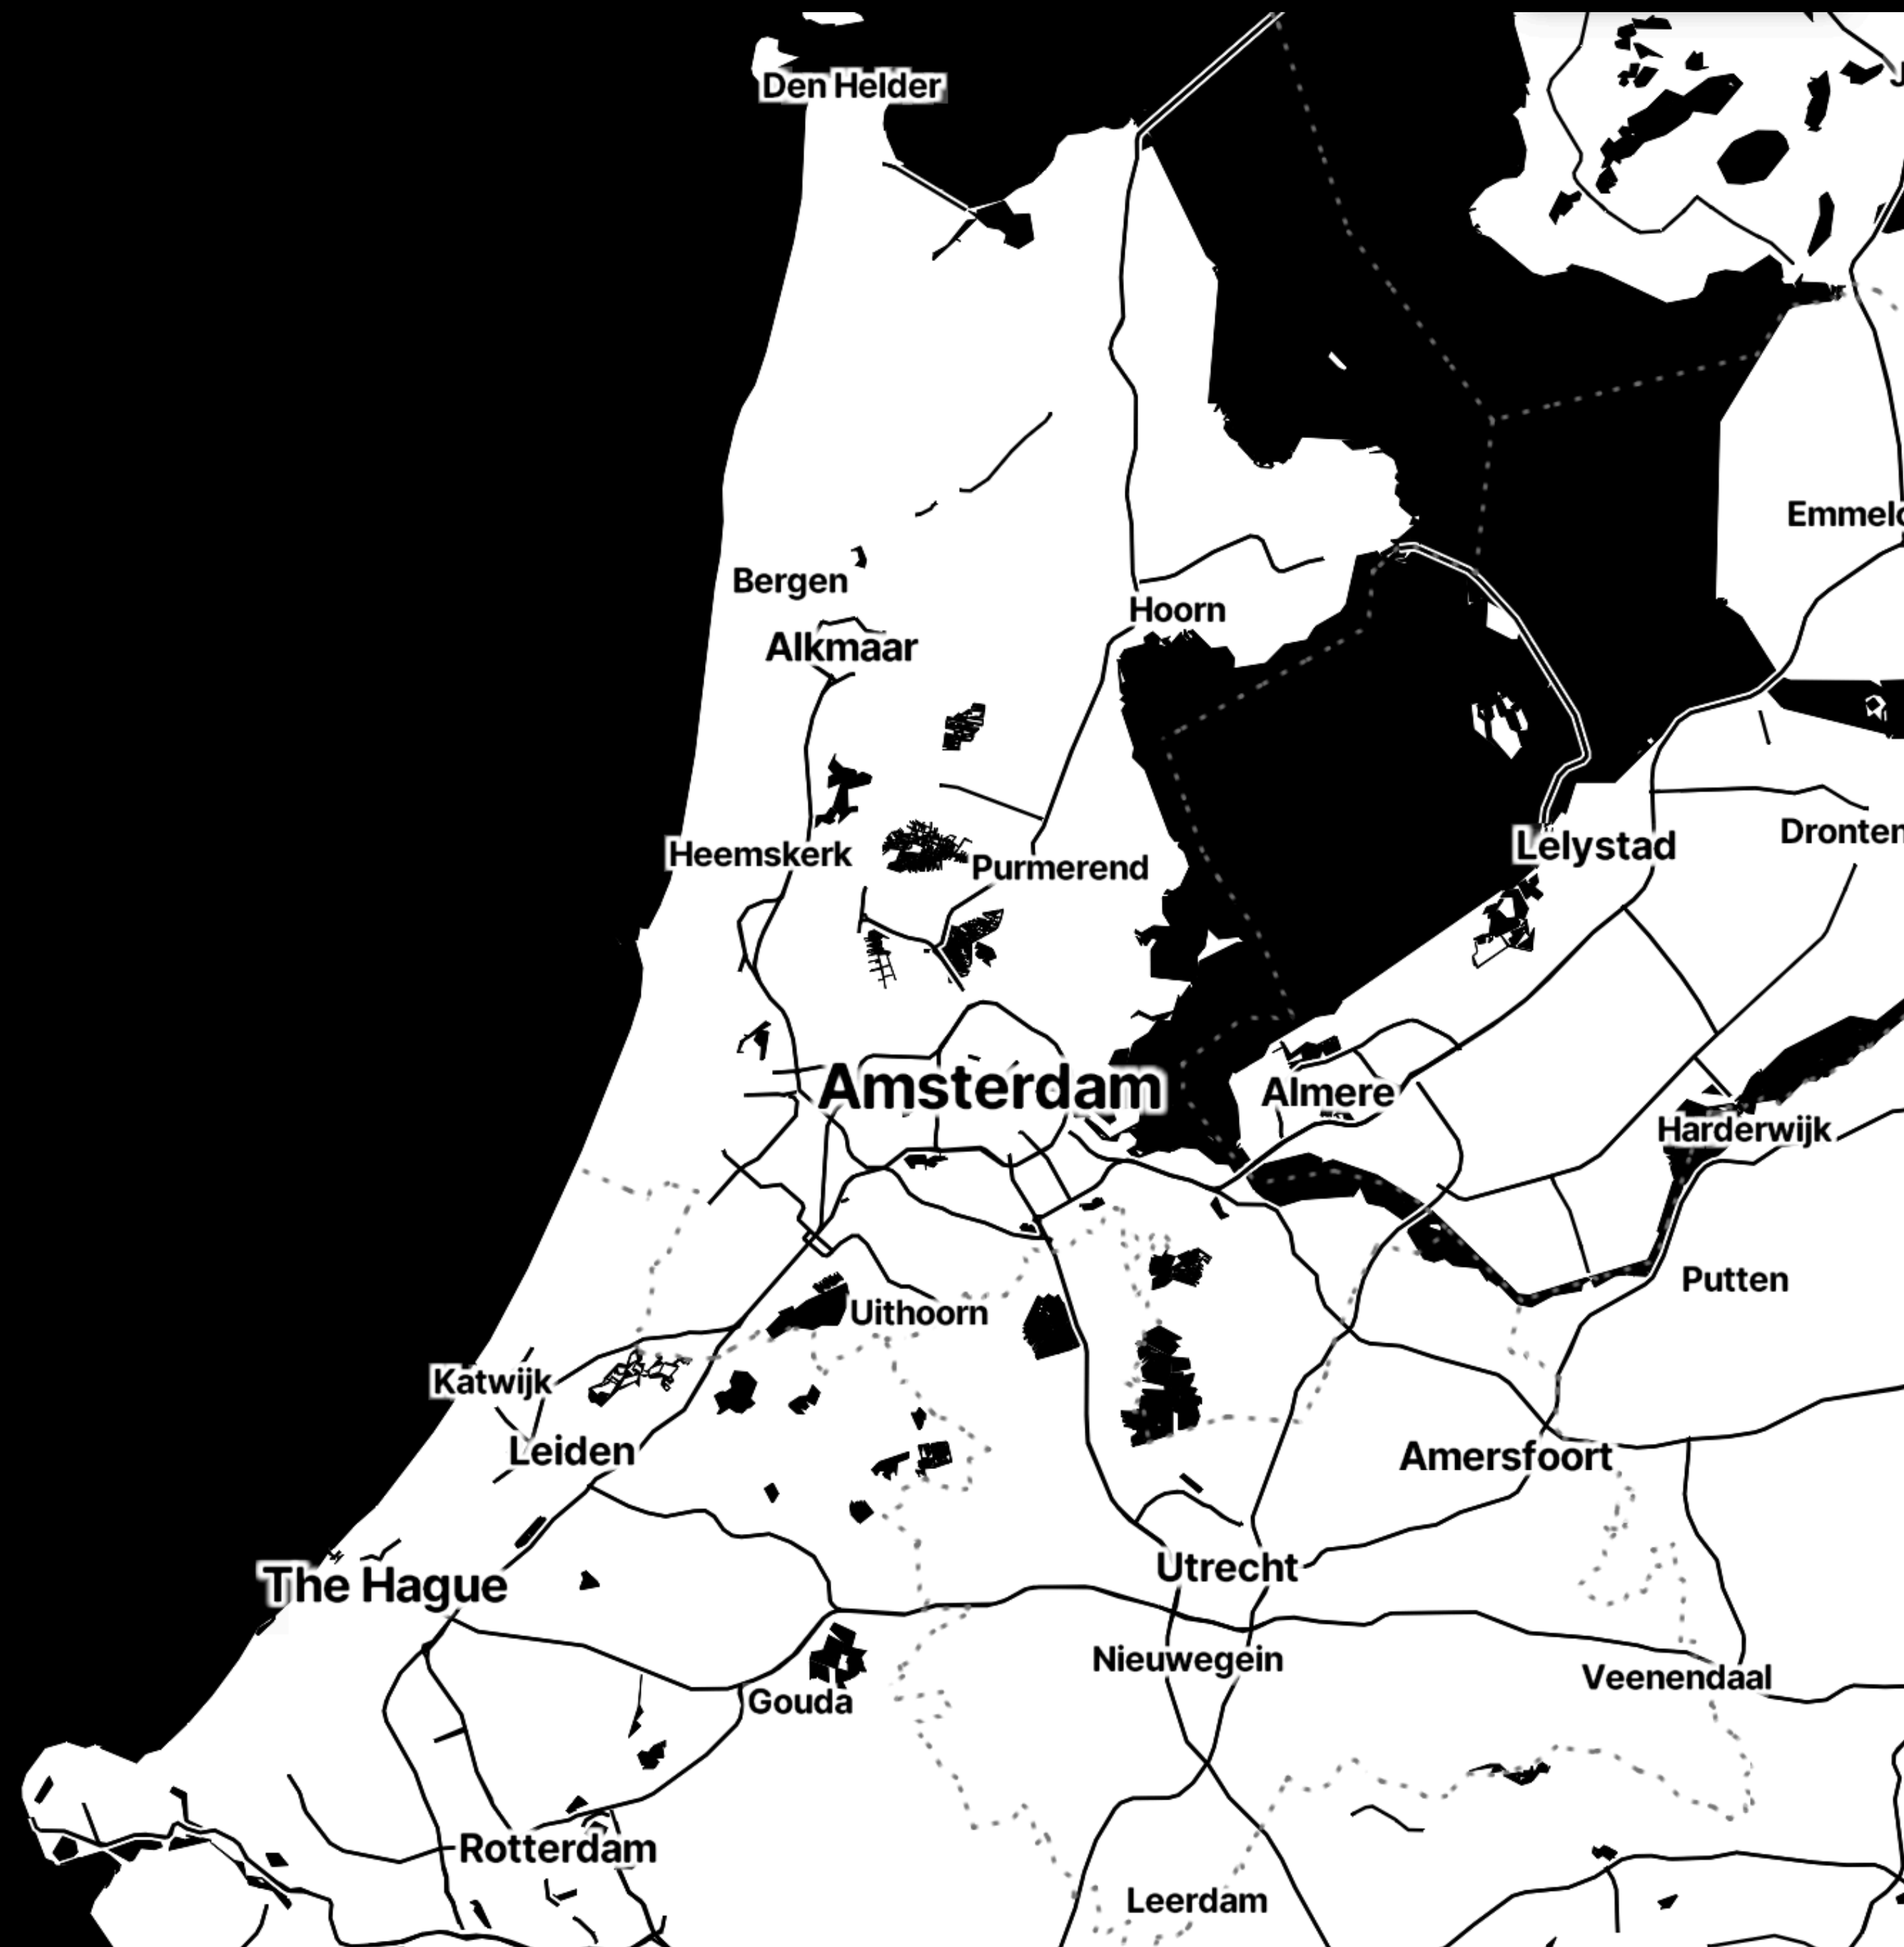 Den Helder
Emmelo
Bergen
Hoorn
Alkmaar
Dronten
Lelystad
Heemskerk
Purmerend
Amsterdam
Almere
Harderwijk
Putten
Uithoorn
Katwijk
Leiden
Amersfoort
Utrecht
The Hague
Nieuwegein
Veenendaal
Gouda
Rotterdam
Leerdam